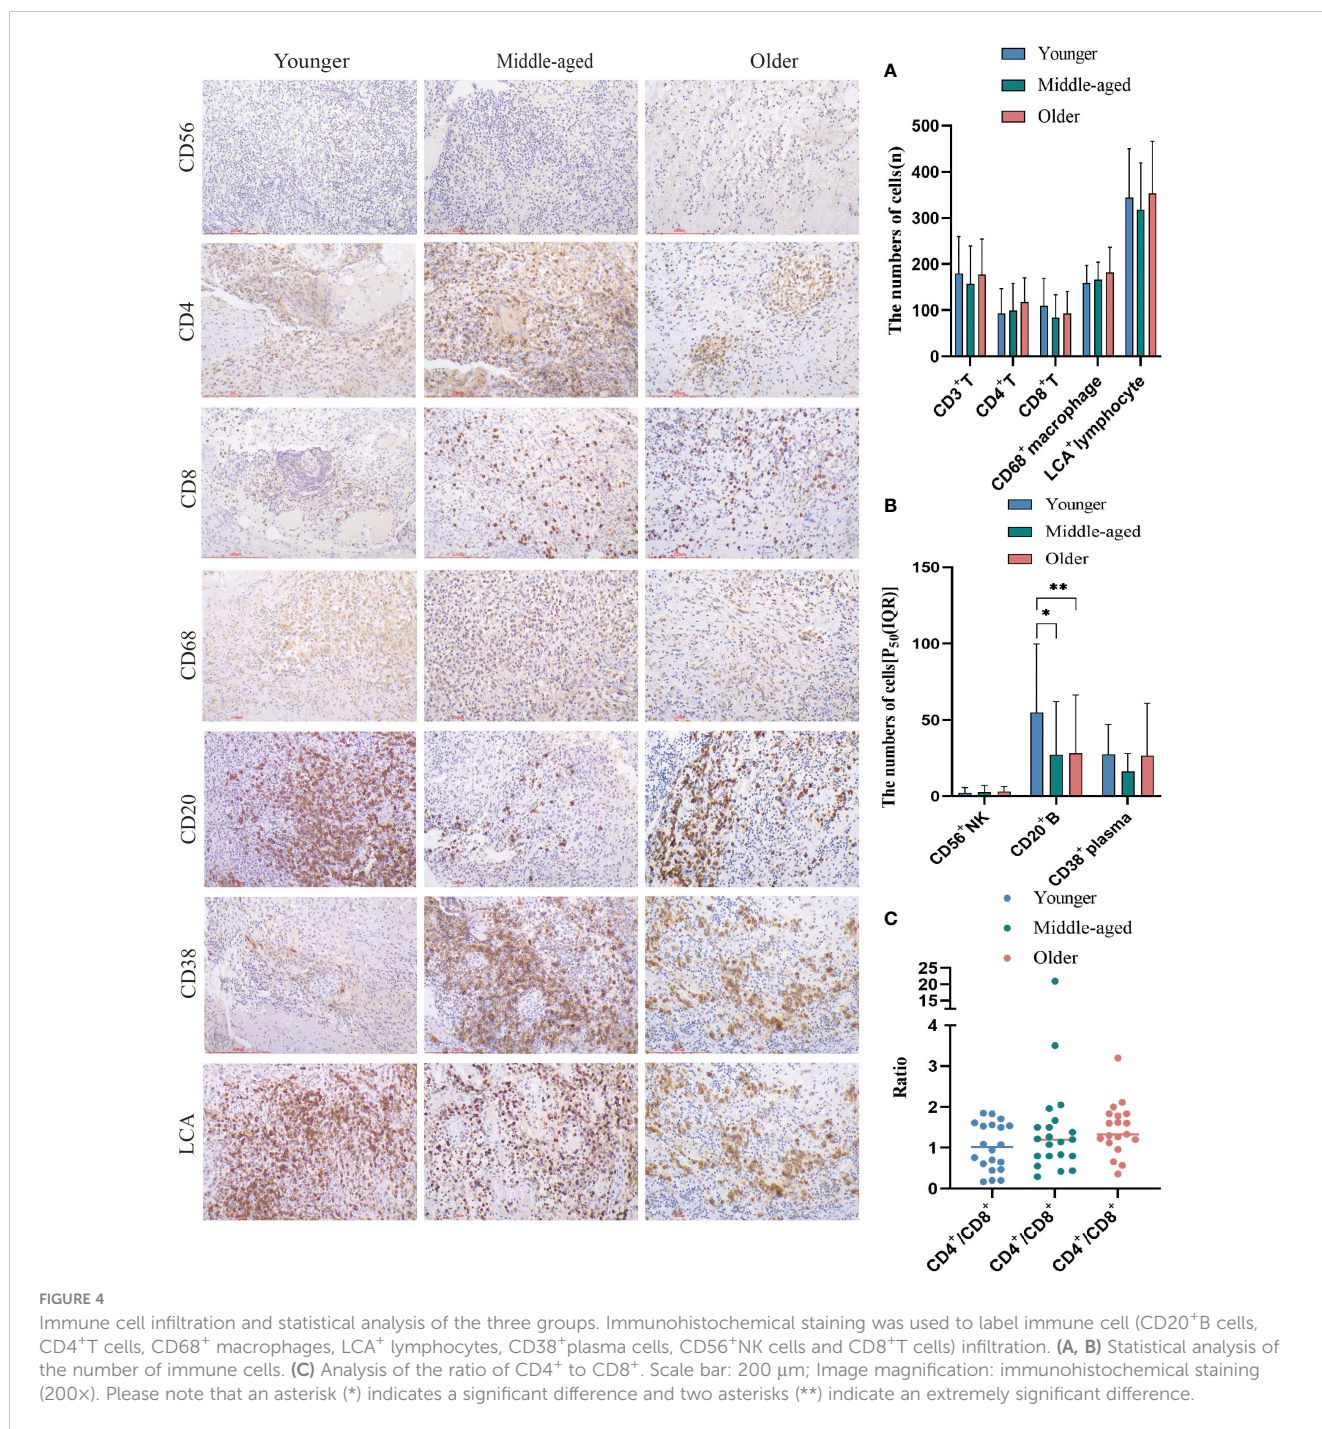 Younger Middle-aged Older
CD56
CD4
CD8
CD68
CD20
CD38
LCA
A
Younger
Middle-aged
Older
The numbers of cells(n)
500
400
300
200
100
0
CD3⁺T
CD4⁺T
CD8⁺T
CD68⁺ macrophage
LCA⁺ lymphocyte
B
Younger
Middle-aged
Older
The numbers of cells[P₅₀(IQR)]
150
100
50
0
**
*
CD56⁺NK
CD20⁺B
CD38⁺ plasma
C
Younger
Middle-aged
Older
Ratio
25
20
15
4
3
2
1
0
CD4⁺/CD8⁺
CD4⁺/CD8⁺
CD4⁺/CD8⁺
FIGURE 4
Immune cell infiltration and statistical analysis of the three groups. Immunohistochemical staining was used to label immune cell (CD20⁺B cells,
CD4⁺T cells, CD68⁺ macrophages, LCA⁺ lymphocytes, CD38⁺plasma cells, CD56⁺NK cells and CD8⁺T cells) infiltration. (A, B) Statistical analysis of
the number of immune cells. (C) Analysis of the ratio of CD4⁺ to CD8⁺. Scale bar: 200 μm; Image magnification: immunohistochemical staining
(200×). Please note that an asterisk (*) indicates a significant difference and two asterisks (**) indicate an extremely significant difference.